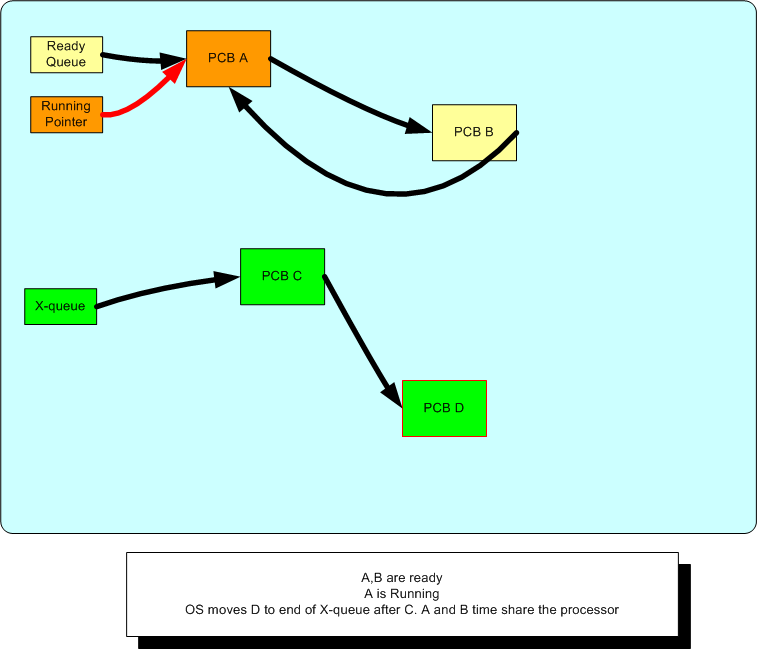 Ready
Queue
PCB A
Running
Pointer
PCB B
PCB C
X-queue
PCB D
A,B are ready
A is Running
OS moves D to end of X-queue after C. A and B time share the processor